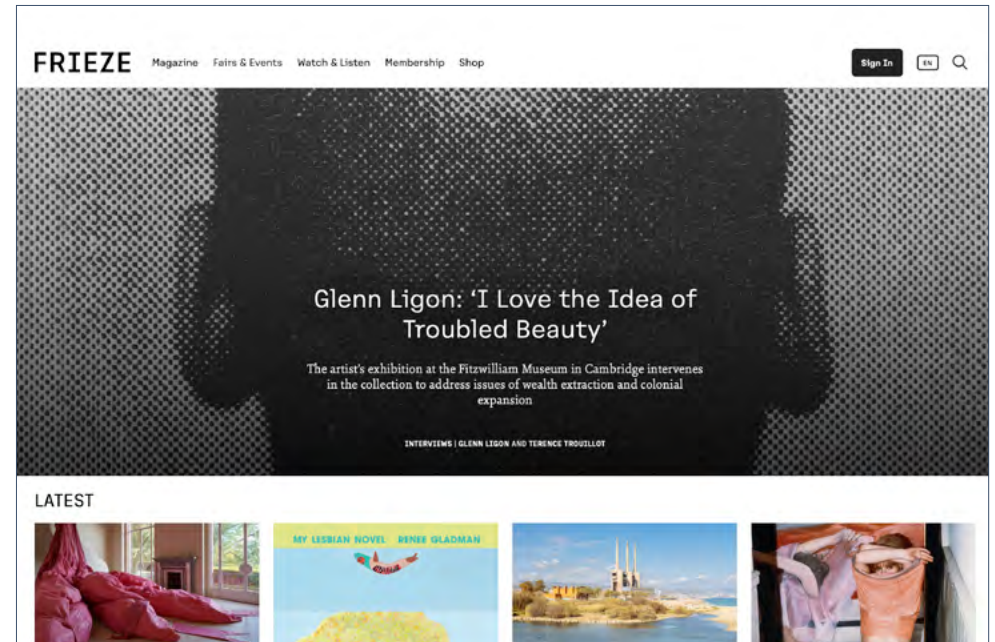 FRIEZE Magazine Fairs & Events Watch & Listen Membership Shop Sign In EN
Glenn Ligon: ‘I Love the Idea of
Troubled Beauty’
The artist's exhibition at the Fitzwilliam Museum in Cambridge intervenes
in the collection to address issues of wealth extraction and colonial
expansion
INTERVIEWS | GLENN LIGON AND TERENCE TROUILLOT
LATEST
MY LESBIAN NOVEL RENEE GLADMAN